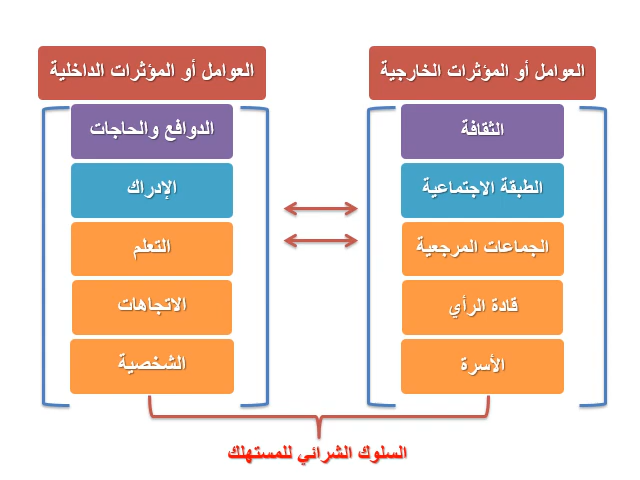 العوامل أو المؤثرات الخارجية
الثقافة
الطبقة الاجتماعية
الجماعات المرجعية
قادة الرأي
الأسرة
العوامل أو المؤثرات الداخلية
الدوافع والحاجات
الإدراك
التعلم
الاتجاهات
الشخصية
السلوك الشرائي للمستهلك